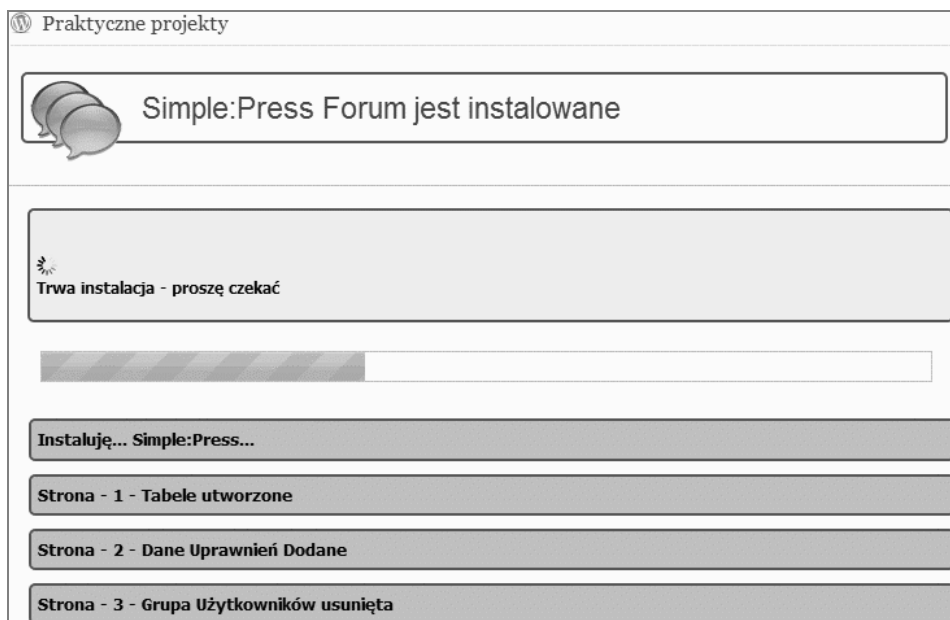 Praktyczne projekty
Simple:Press Forum jest instalowane
Trwa instalacja - proszę czekać
Instaluję... Simple:Press...
Strona - 1 - Tabele utworzone
Strona - 2 - Dane Uprawnień Dodane
Strona - 3 - Grupa Użytkowników usunięta